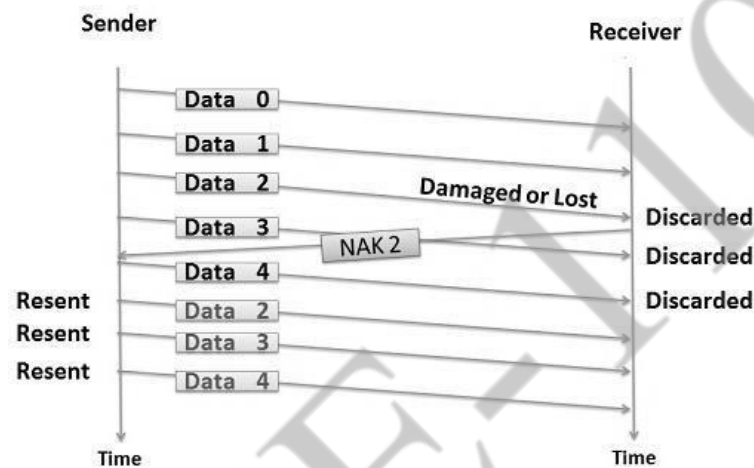 Sender
Receiver
Data 0
Data 1
Data 2
Damaged or Lost
Discarded
Data 3
NAK 2
Discarded
Data 4
Discarded
Resent
Data 2
Resent
Data 3
Resent
Data 4
Time
Time